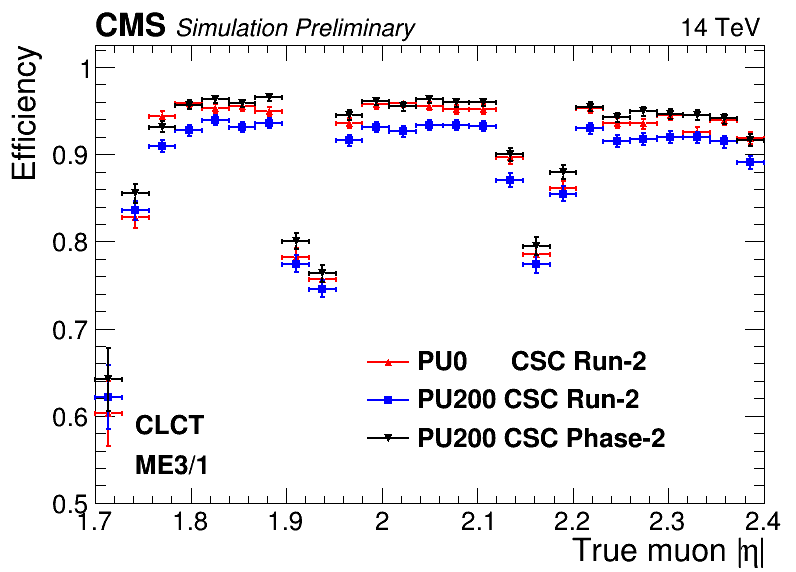 CMS Simulation Preliminary 14 TeV
Efficiency
1
0.9
0.8
0.7
0.6
0.5
PU0 CSC Run-2
PU200 CSC Run-2
PU200 CSC Phase-2
CLCT
ME3/1
1.7 1.8 1.9 2 2.1 2.2 2.3 2.4
True muon |η|